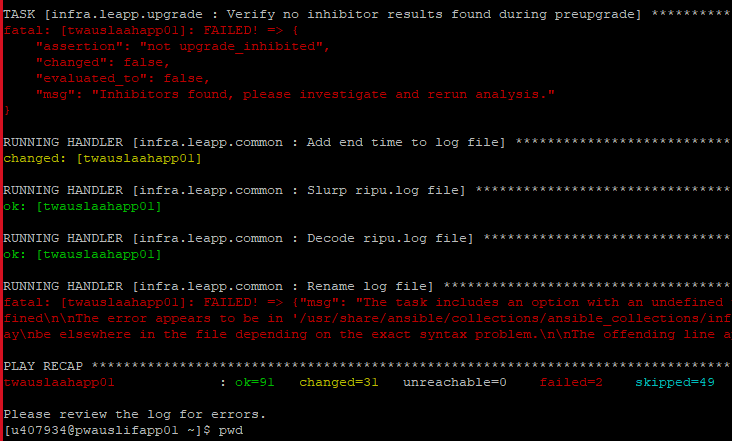 TASK [infra.leapp.upgrade : Verify no inhibitor results found during preupgrade] **********
fatal: [twauslaahapp01]: FAILED! => {
    "assertion": "not upgrade_inhibited",
    "changed": false,
    "evaluated_to": false,
    "msg": "Inhibitors found, please investigate and rerun analysis."
}
RUNNING HANDLER [infra.leapp.common : Add end time to log file] ***************************
changed: [twauslaahapp01]
RUNNING HANDLER [infra.leapp.common : Slurp ripu.log file] ********************************
ok: [twauslaahapp01]
RUNNING HANDLER [infra.leapp.common : Decode ripu.log file] *******************************
ok: [twauslaahapp01]
RUNNING HANDLER [infra.leapp.common : Rename log file] ************************************
fatal: [twauslaahapp01]: FAILED! => {"msg": "The task includes an option with an undefined
fined\n\nThe error appears to be in '/usr/share/ansible/collections/ansible_collections/inf
ay\nbe elsewhere in the file depending on the exact syntax problem.\n\nThe offending line a
PLAY RECAP ********************************************************************************
twauslaahapp01             : ok=91   changed=31   unreachable=0    failed=2    skipped=49
Please review the log for errors.
[u407934@pwauslifapp01 ~]$ pwd